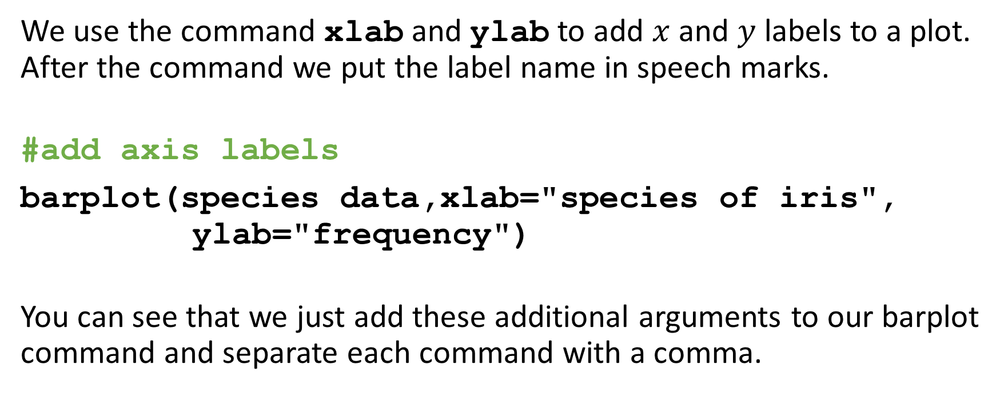 We use the command xlab and ylab to add x and y labels to a plot.
After the command we put the label name in speech marks.
#add axis labels
barplot(species data,xlab="species of iris",
ylab="frequency")
You can see that we just add these additional arguments to our barplot
command and separate each command with a comma.